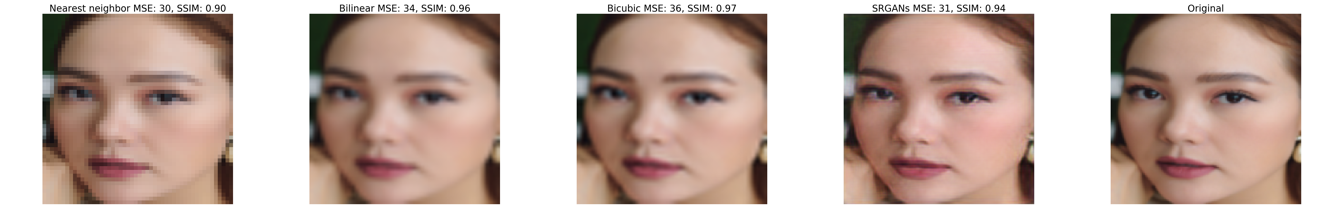 Nearest neighbor MSE: 30, SSIM: 0.90
Bilinear MSE: 34, SSIM: 0.96
Bicubic MSE: 36, SSIM: 0.97
SRGANs MSE: 31, SSIM: 0.94
Original